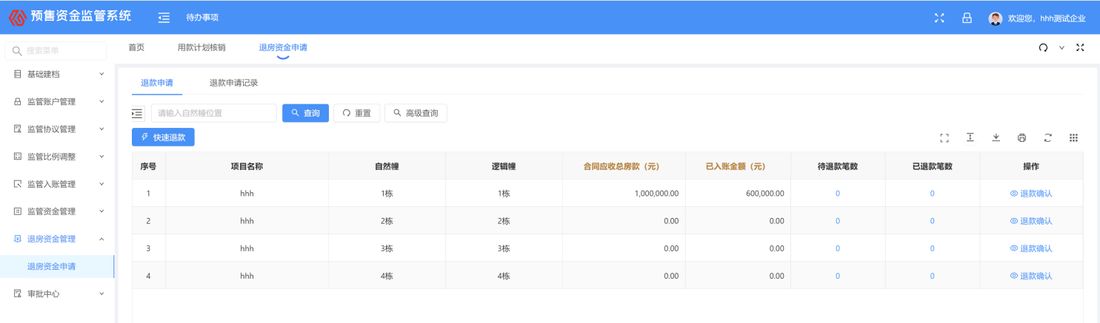 预售资金监管系统 待办事项 欢迎您，hhh测试企业
搜索菜单
首页 用款计划核销 退房资金申请
基础建档
监管账户管理
监管协议管理
监管比例调整
监管入账管理
监管资金管理
退房资金管理
退房资金申请
审批中心
退款申请 退款申请记录
请输入自然幢位置 查询 重置 高级查询
快速退款
序号 项目名称 自然幢 逻辑幢 合同应收总房款（元） 已入账金额（元） 待退款笔数 已退款笔数 操作
1 hhh 1栋 1栋 1,000,000.00 600,000.00 0 0 退款确认
2 hhh 2栋 2栋 0.00 0.00 0 0 退款确认
3 hhh 3栋 3栋 0.00 0.00 0 0 退款确认
4 hhh 4栋 4栋 0.00 0.00 0 0 退款确认